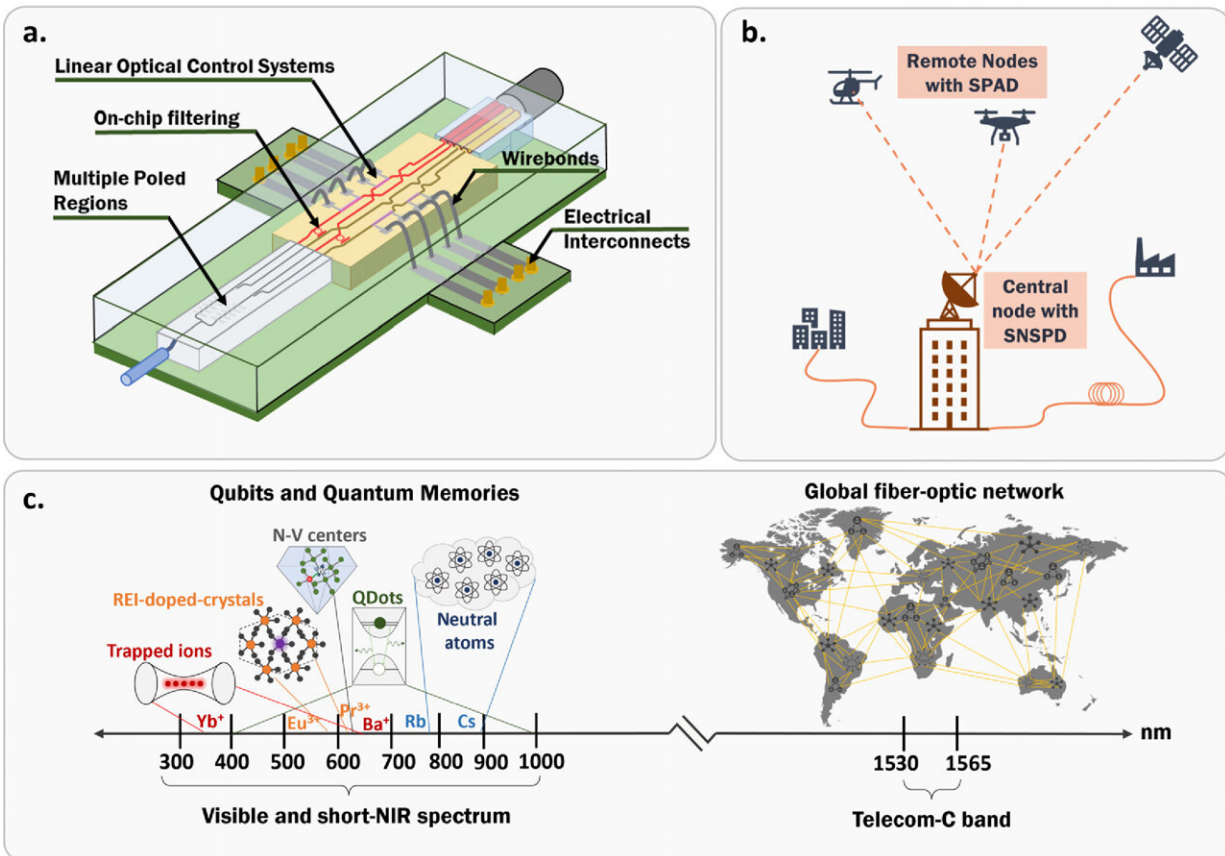 a.
Linear Optical Control Systems
On-chip filtering
Multiple Poled
Regions
Wirebonds
Electrical
Interconnects
b.
Remote Nodes
with SPAD
Central
node with
SNSPD
c.
Qubits and Quantum Memories
Global fiber-optic network
N-V centers
REI-doped-crystals
QDots
Neutral
atoms
Trapped ions
Yb⁺
Eu³⁺
Pr³⁺
Ba⁺
Rb
Cs
nm
300 400 500 600 700 800 900 1000
1530 1565
Visible and short-NIR spectrum
Telecom-C band